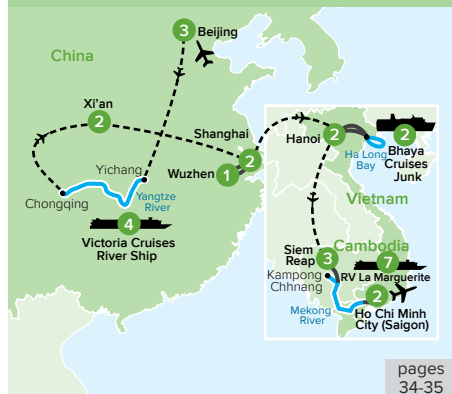 3
Beijing
China
Xi'an
2
Shanghai
2
Wuzhen
1
Yichang
Chongqing
Yangtze
River
4
Victoria Cruises
River Ship
Hanoi
2
2
Ha Long
Bay
Bhaya
Cruises
Junk
Vietnam
Cambodia
Siem
Reap
3
7
RV La Marguerite
Kampong
Chhnang
2
Mekong
River
Ho Chi Minh
City (Saigon)
pages
34-35